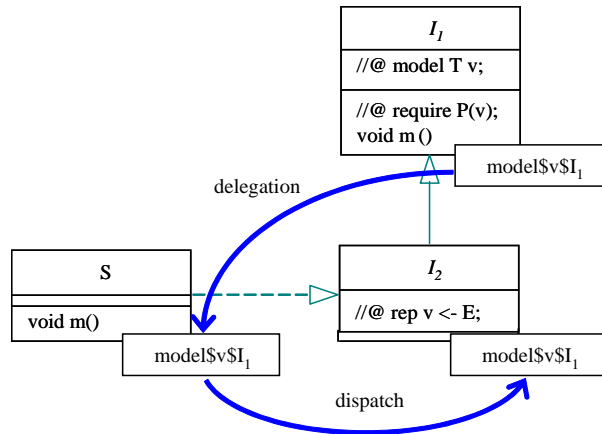 I₁
//@ model T v;
//@ require P(v);
void m ()
model$v$I₁
delegation
S
void m()
model$v$I₁
I₂
//@ rep v <- E;
model$v$I₁
dispatch